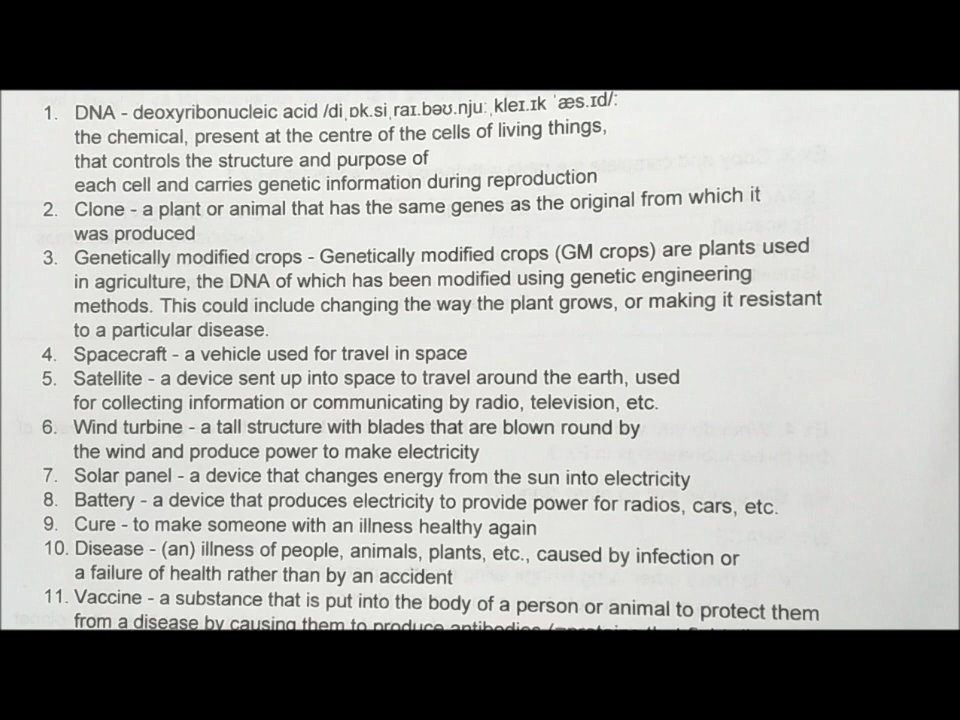 1. DNA - deoxyribonucleic acid /diˌɒk.siˌraɪ.bəʊ.njuːˌkleɪ.ɪk ˈæs.ɪd/:
the chemical, present at the centre of the cells of living things,
that controls the structure and purpose of
each cell and carries genetic information during reproduction
2. Clone - a plant or animal that has the same genes as the original from which it
was produced
3. Genetically modified crops - Genetically modified crops (GM crops) are plants used
in agriculture, the DNA of which has been modified using genetic engineering
methods. This could include changing the way the plant grows, or making it resistant
to a particular disease.
4. Spacecraft - a vehicle used for travel in space
5. Satellite - a device sent up into space to travel around the earth, used
for collecting information or communicating by radio, television, etc.
6. Wind turbine - a tall structure with blades that are blown round by
the wind and produce power to make electricity
7. Solar panel - a device that changes energy from the sun into electricity
8. Battery - a device that produces electricity to provide power for radios, cars, etc.
9. Cure - to make someone with an illness healthy again
10. Disease - (an) illness of people, animals, plants, etc., caused by infection or
a failure of health rather than by an accident
11. Vaccine - a substance that is put into the body of a person or animal to protect them
from a disease by causing them to produce antibodies